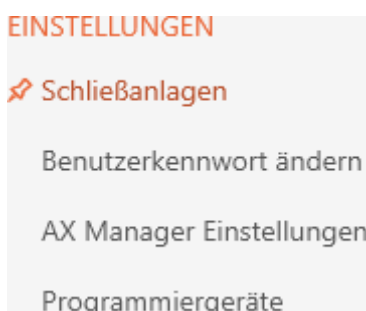 EINSTELLUNGEN
Schließanlagen
Benutzerkennwort ändern
AX Manager Einstellungen
Programmiergeräte